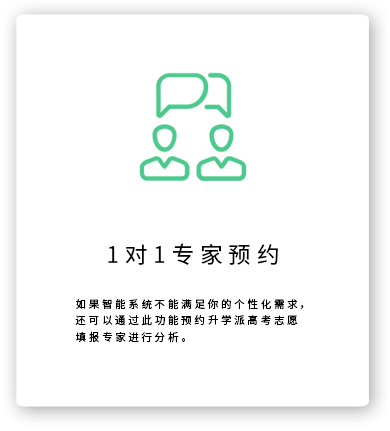 1对1专家预约
如果智能系统不能满足你的个性化需求，
还可以通过此功能预约升学派高考志愿
填报专家进行分析。